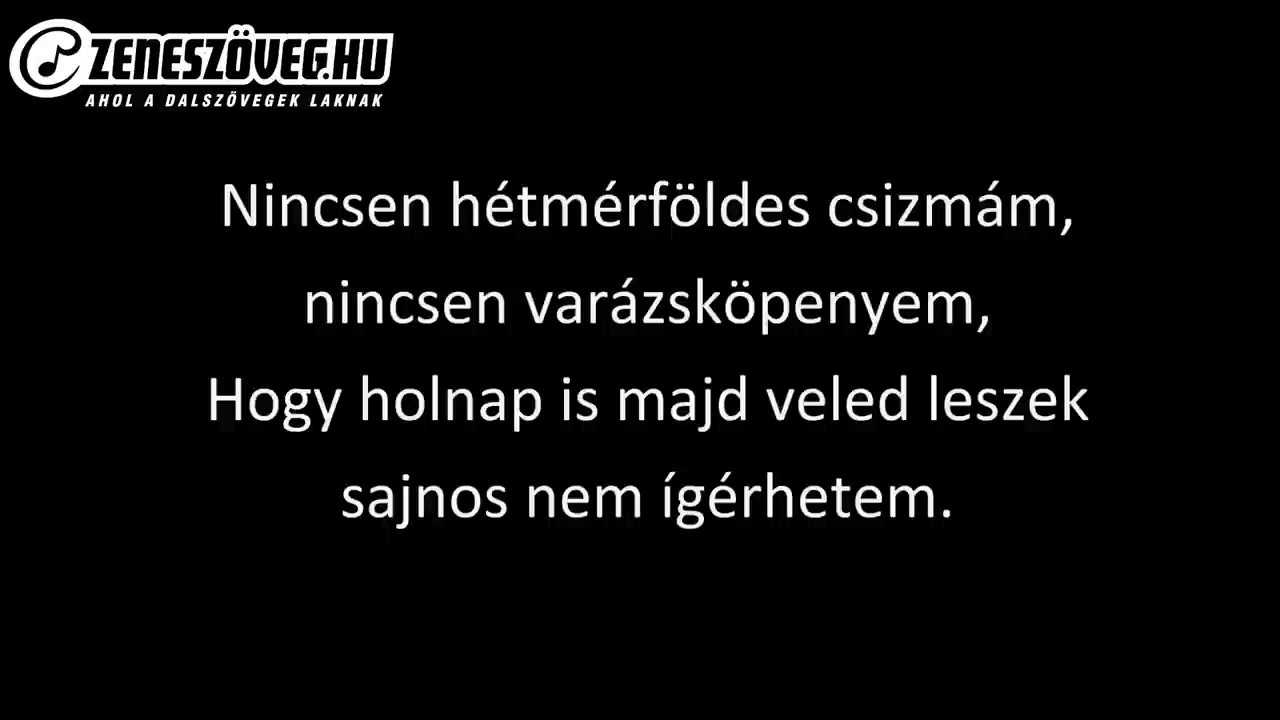 ZENESZÖVEG.HU
AHOL A DALSZÖVEGEK LAKNAK
Nincsen hétmérföldes csizmám,
nincsen varázsköpenyem,
Hogy holnap is majd veled leszek
sajnos nem ígérhetem.